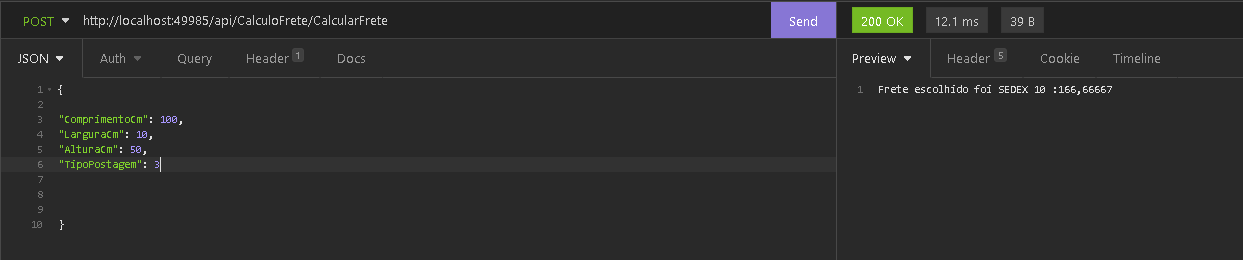 POST http://localhost:49985/api/CalculoFrete/CalcularFrete Send 200 OK 12.1 ms 39 B
JSON Auth Query Header 1 Docs Preview Header 5 Cookie Timeline
1 {
2
3 "ComprimentoCm": 100,
4 "LarguraCm": 10,
5 "AlturaCm": 50,
6 "TipoPostagem": 3
7
8
9
10 }
1 Frete escolhido foi SEDEX 10 :166,66667